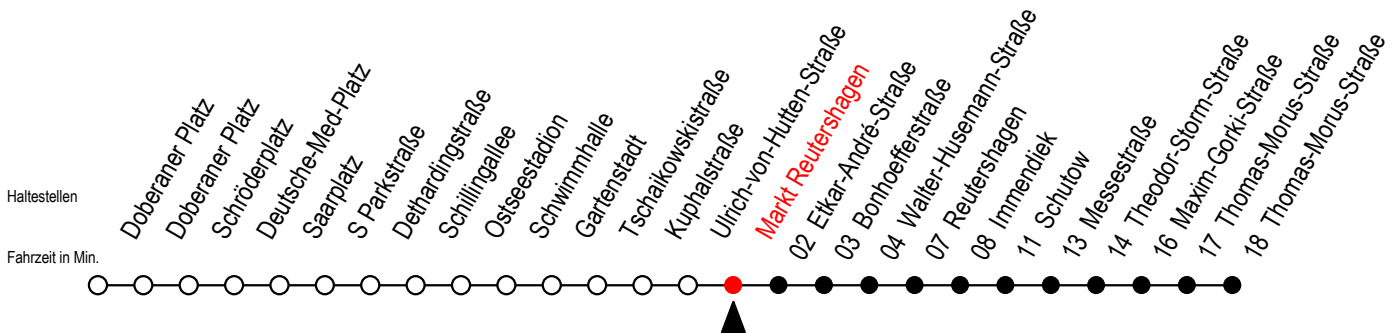 Haltestellen
Fahrzeit in Min.
Doberaner Platz
Doberaner Platz
Schröderplatz
Deutsche-Med-Platz
Saarplatz
S Parkstraße
Dethardingstraße
Schillingallee
Ostseestadion
Schwimmhalle
Gartenstadt
Tschaikowskistraße
Kuphalstraße
Ulrich-von-Hutten-Straße
Markt Reutershagen
02 Etkar-André-Straße
03 Bonhoefferstraße
04 Walter-Husemann-Straße
07 Reutershagen
08 Immendiek
11 Schutow
13 Messestraße
14 Theodor-Storm-Straße
16 Maxim-Gorki-Straße
17 Thomas-Morus-Straße
18 Thomas-Morus-Straße